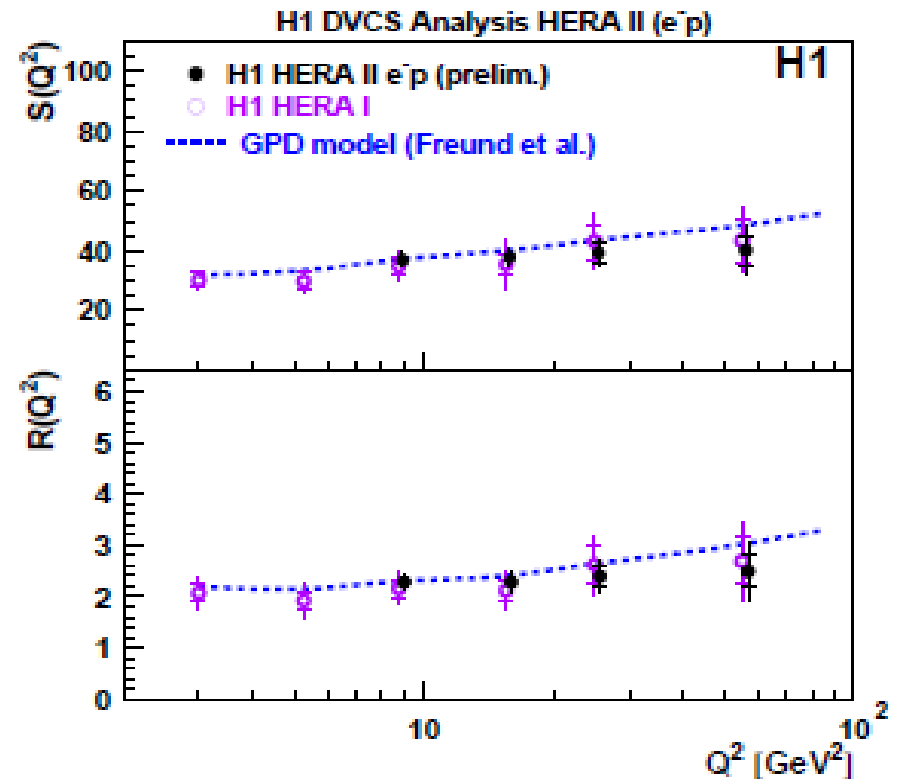 H1 DVCS Analysis HERA II (e⁻p)
S(Q²)
H1
H1 HERA II e⁻p (prelim.)
H1 HERA I
GPD model (Freund et al.)
100
80
60
40
20
R(Q²)
6
5
4
3
2
1
0
10
10²
Q² [GeV²]